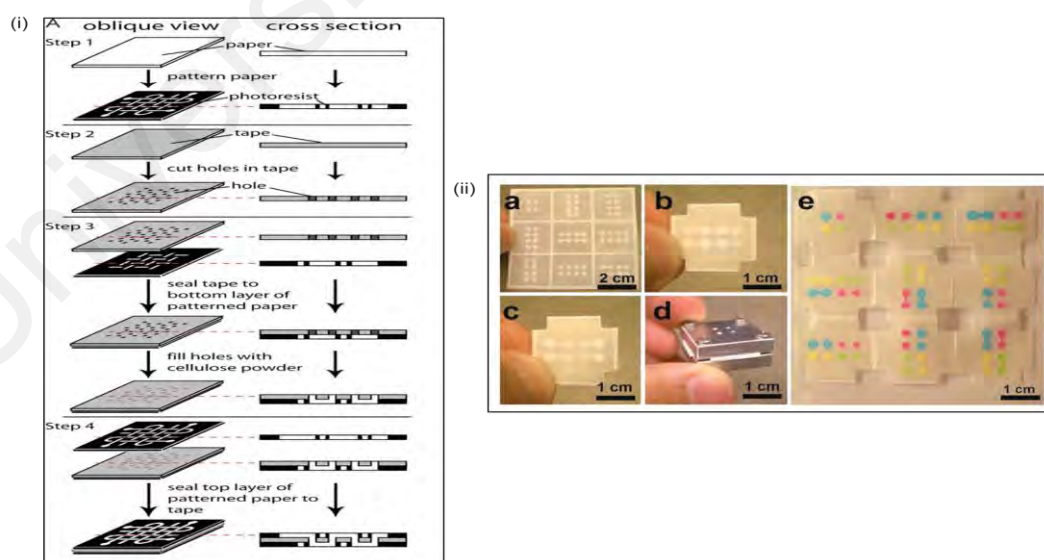 (i)
A oblique view cross section
Step 1
paper
pattern paper
photoresist
Step 2
tape
cut holes in tape
hole
Step 3
seal tape to
bottom layer of
patterned paper
fill holes with
cellulose powder
Step 4
seal top layer of
patterned paper to
tape
(ii)
a
2 cm
b
1 cm
c
1 cm
d
1 cm
e
1 cm